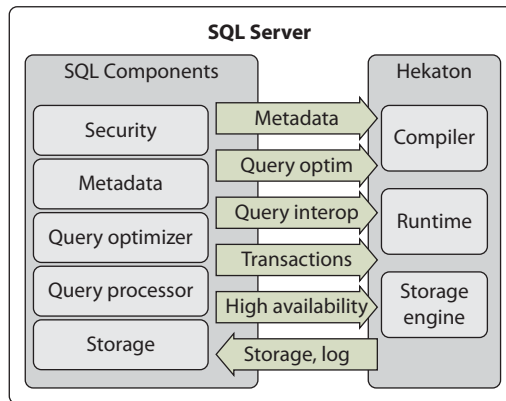 SQL Server
SQL Components
Security
Metadata
Query optimizer
Query processor
Storage
Metadata
Query optim
Query interop
Transactions
High availability
Storage, log
Hekaton
Compiler
Runtime
Storage
engine